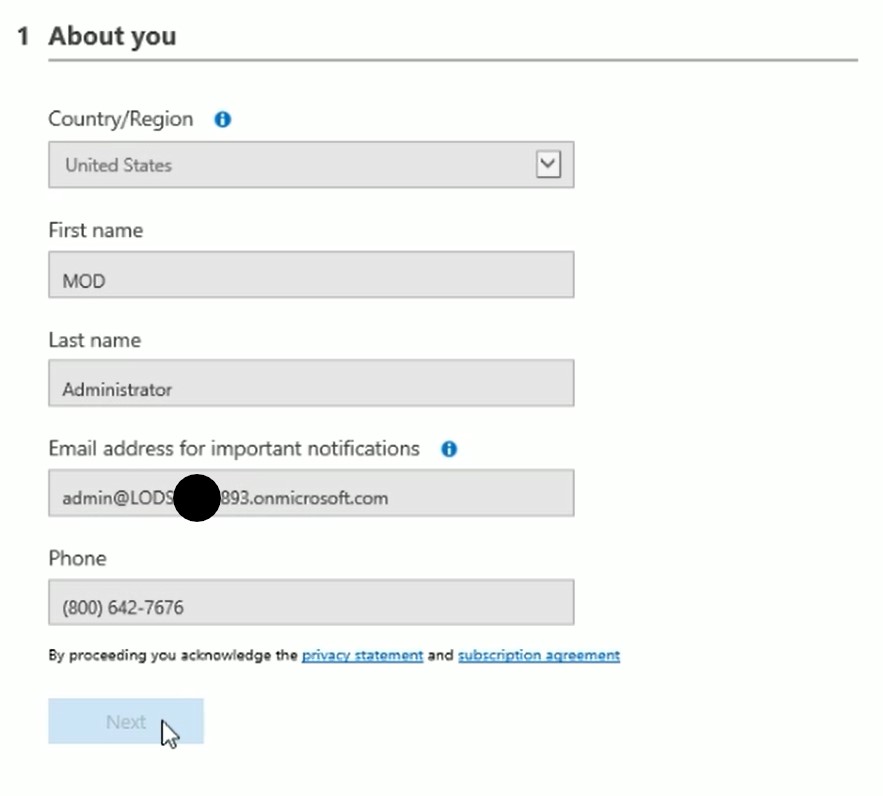 1 About you
Country/Region
United States
First name
MOD
Last name
Administrator
Email address for important notifications
admin@LODS 893.onmicrosoft.com
Phone
(800) 642-7676
By proceeding you acknowledge the privacy statement and subscription agreement
Next